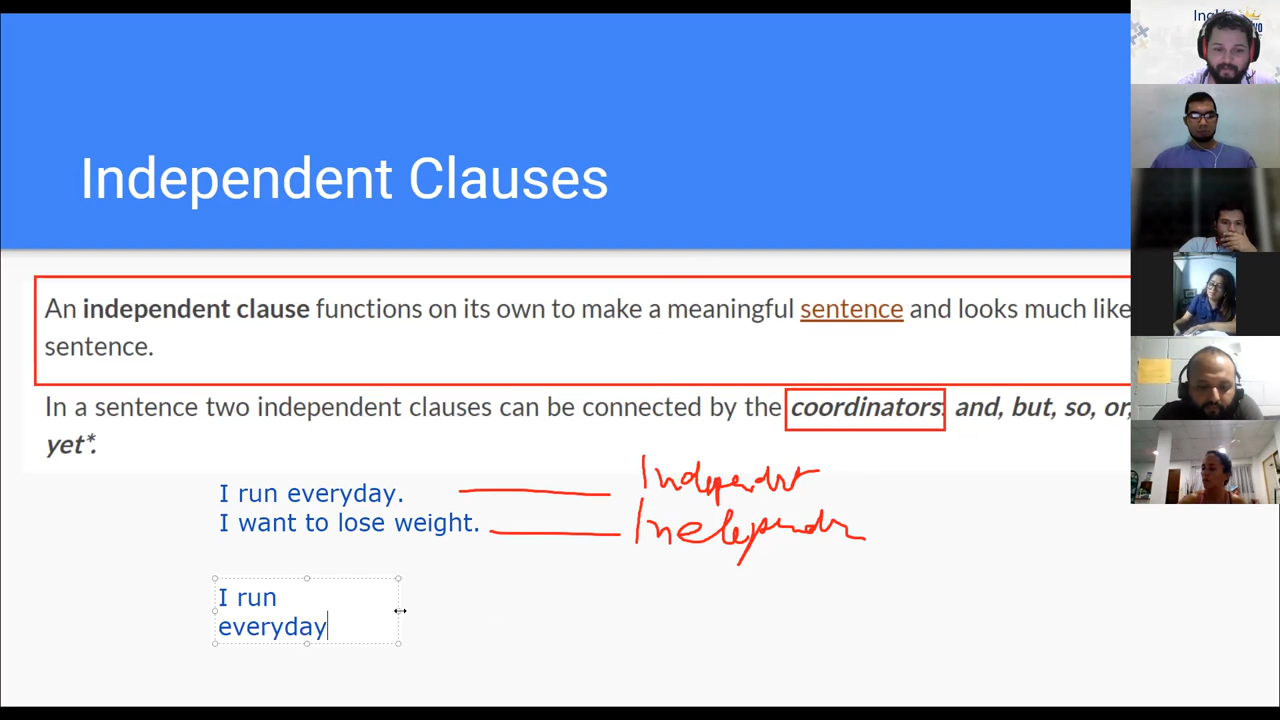 Independent Clauses
An independent clause functions on its own to make a meaningful sentence and looks much like
sentence.
In a sentence two independent clauses can be connected by the coordinators: and, but, so, or,
yet*.
I run everyday. Independt
I want to lose weight. Independn
I run
everyday